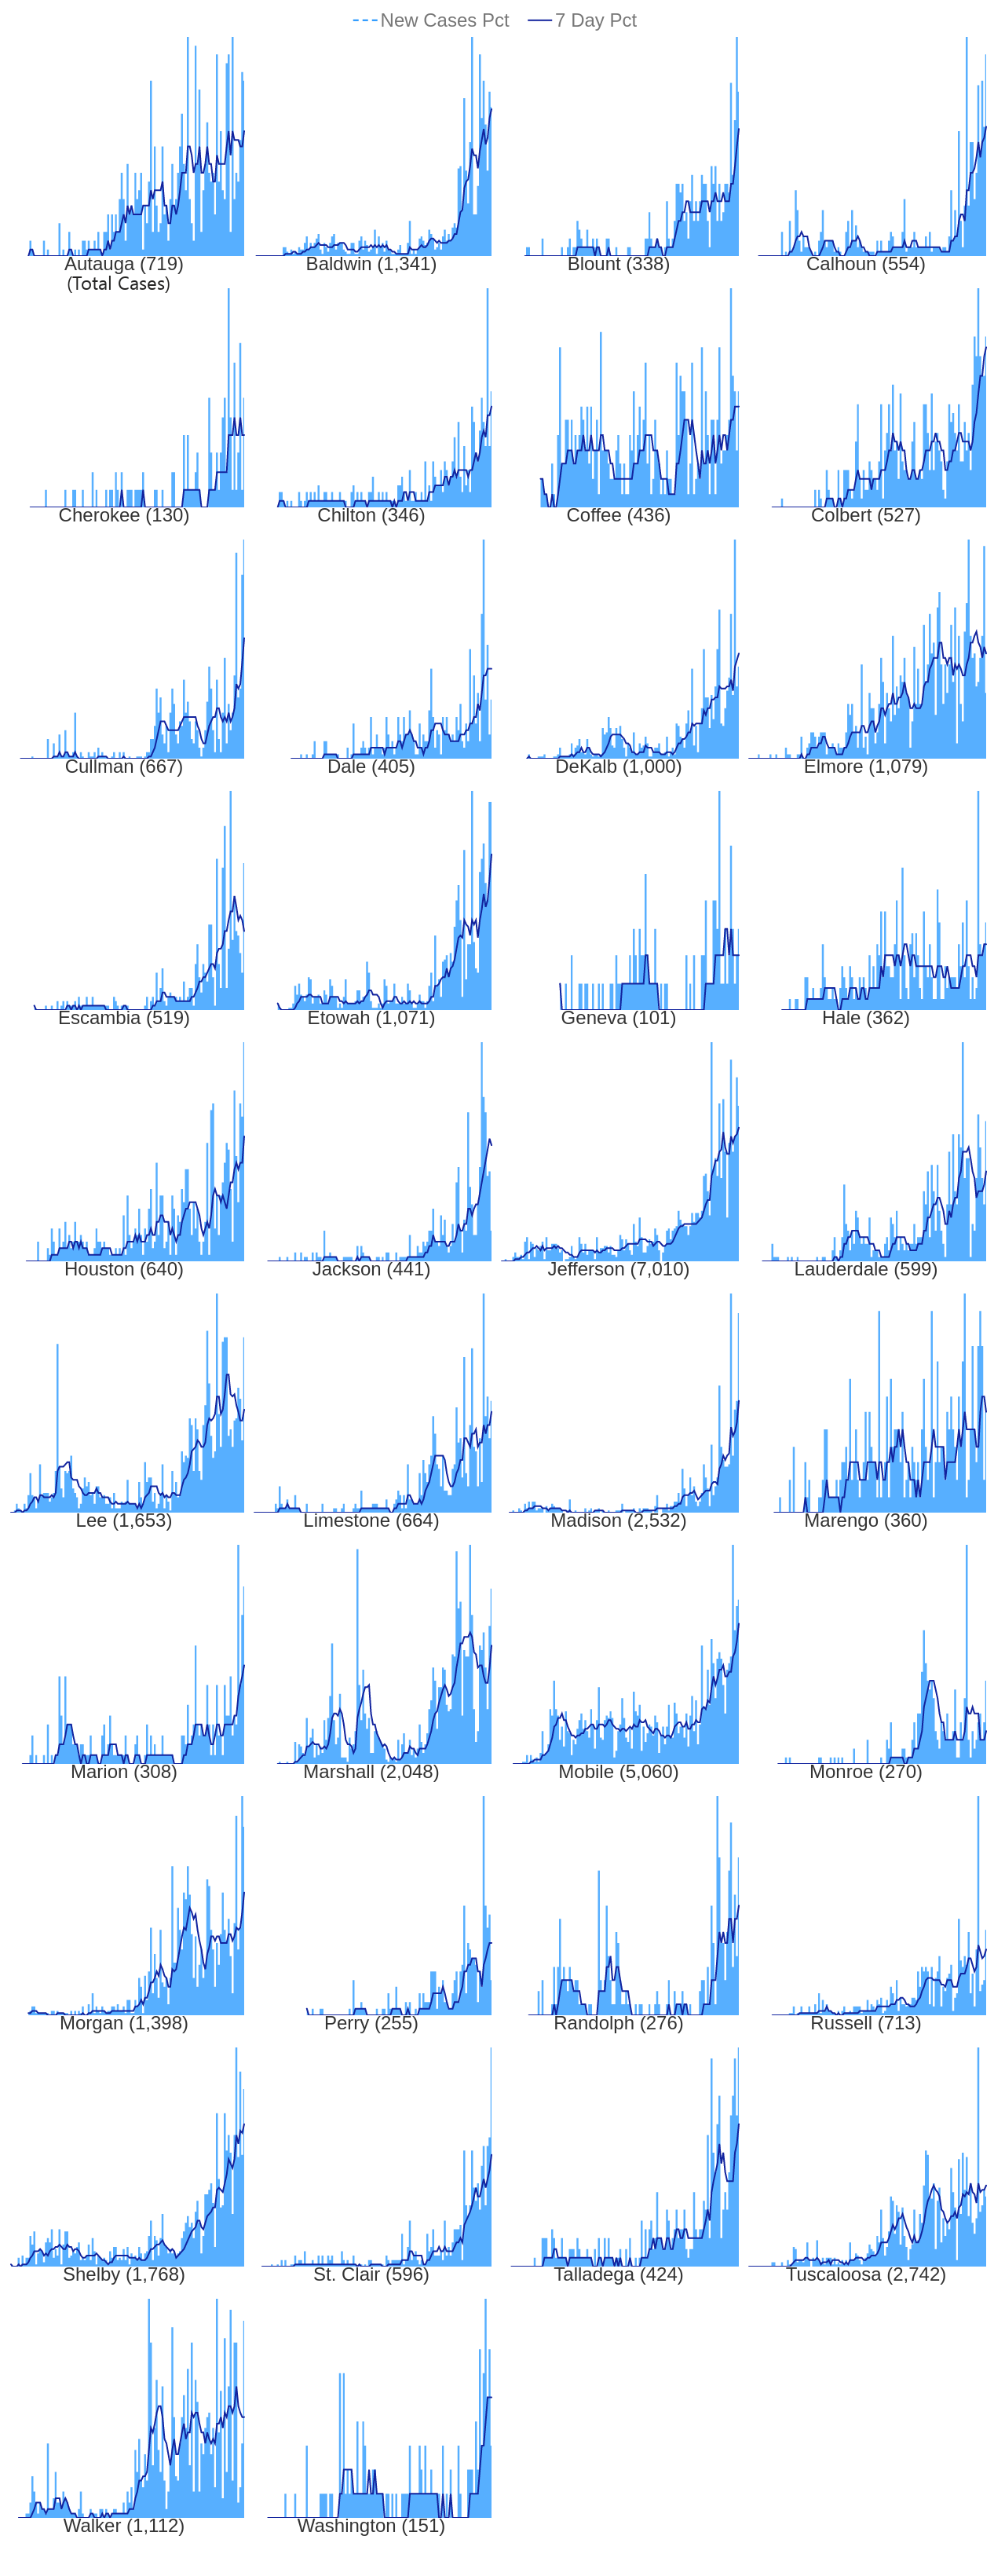 New Cases Pct 7 Day Pct
Autauga (719) Baldwin (1,341) Blount (338) Calhoun (554)
(Total Cases)
Cherokee (130) Chilton (346) Coffee (436) Colbert (527)
Cullman (667) Dale (405) DeKalb (1,000) Elmore (1,079)
Escambia (519) Etowah (1,071) Geneva (101) Hale (362)
Houston (640) Jackson (441) Jefferson (7,010) Lauderdale (599)
Lee (1,653) Limestone (664) Madison (2,532) Marengo (360)
Marion (308) Marshall (2,048) Mobile (5,060) Monroe (270)
Morgan (1,398) Perry (255) Randolph (276) Russell (713)
Shelby (1,768) St. Clair (596) Talladega (424) Tuscaloosa (2,742)
Walker (1,112) Washington (151)